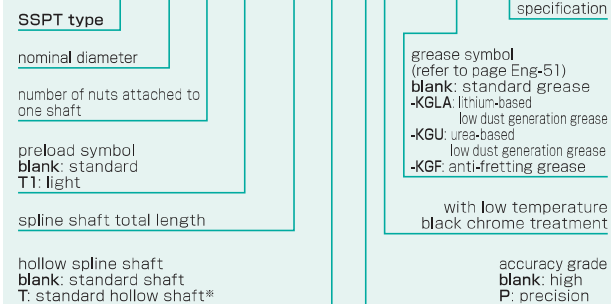 SSPT type
nominal diameter
number of nuts attached to
one shaft
preload symbol
blank: standard
T1: light
spline shaft total length
hollow spline shaft
blank: standard shaft
T: standard hollow shaft※
specification
grease symbol
(refer to page Eng-51)
blank: standard grease
-KGLA: lithium-based
low dust generation grease
-KGU: urea-based
low dust generation grease
-KGF: anti-fretting grease
with low temperature
black chrome treatment
accuracy grade
blank: high
P: precision